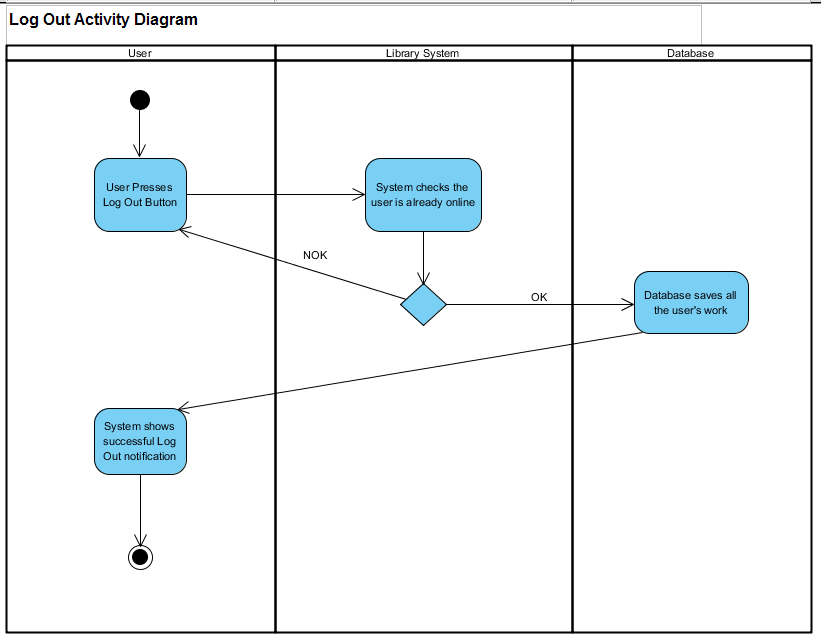 Log Out Activity Diagram
User
Library System
Database
User Presses
Log Out Button
System checks the
user is already online
NOK
OK
Database saves all
the user's work
System shows
successful Log
Out notification